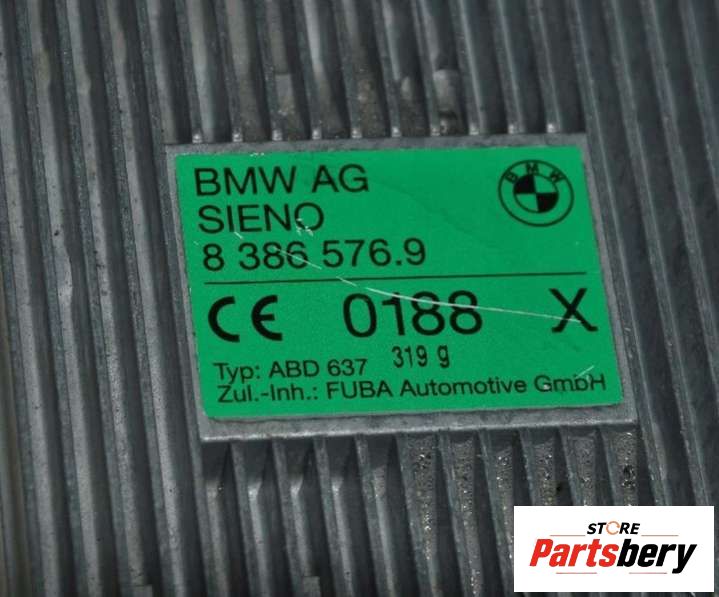 BMW AG
BMW
SIENO
8 386 576.9
CE 0188 X
Typ: ABD 637 319 g
Zul.-Inh.: FUBA Automotive GmbH
STORE
Partsbery